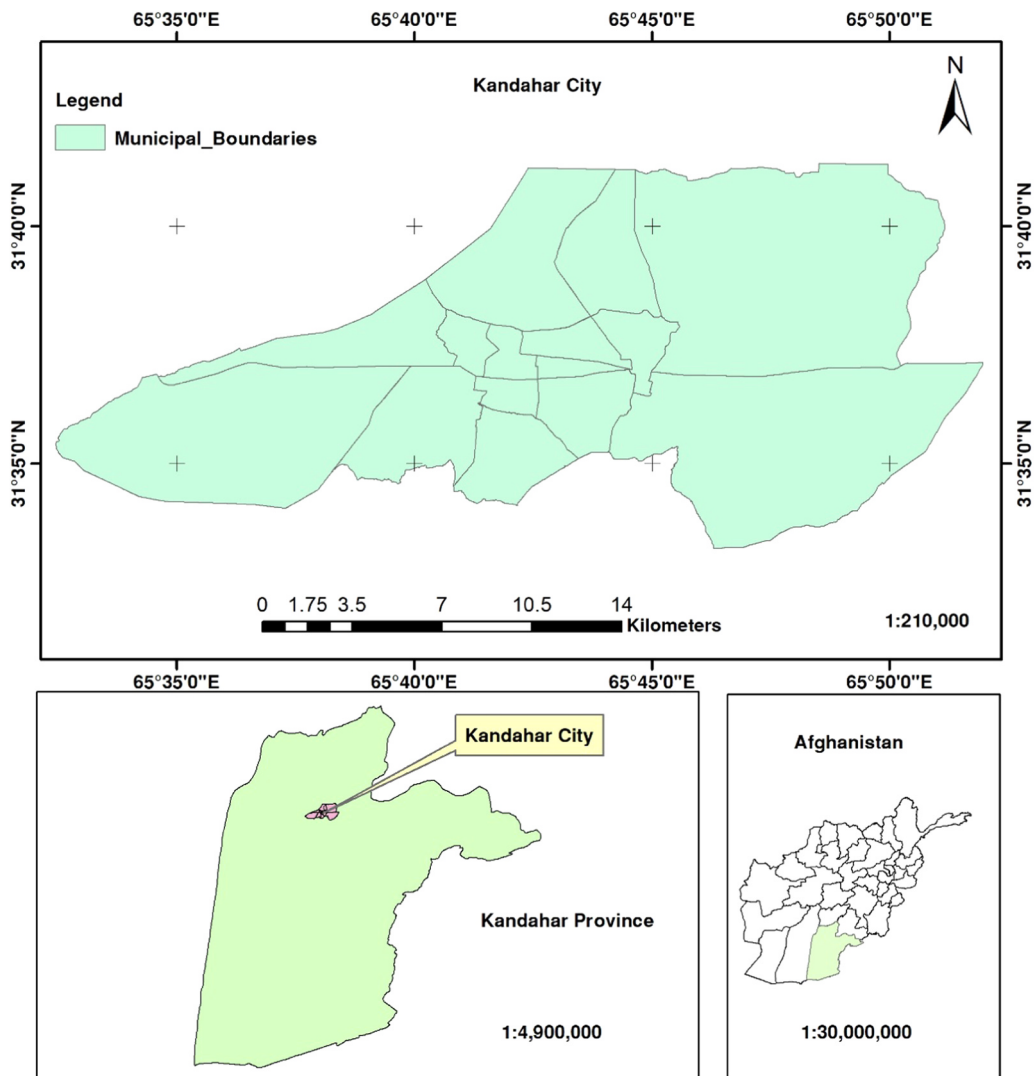 65°35'0"E 65°40'0"E 65°45'0"E 65°50'0"E
Kandahar City
N
Legend
Municipal_Boundaries
31°40'0"N 31°40'0"N
31°35'0"N 31°35'0"N
0 1.75 3.5 7 10.5 14
Kilometers
1:210,000
65°35'0"E 65°40'0"E 65°45'0"E 65°50'0"E
Kandahar City
Kandahar Province
1:4,900,000
Afghanistan
1:30,000,000